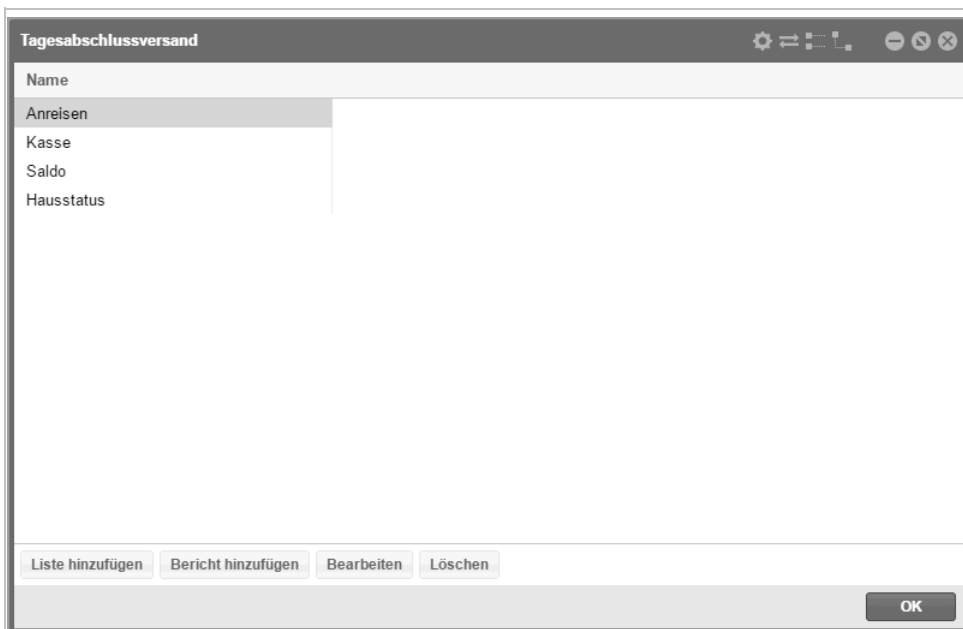 Tagesabschlussversand
Name
Anreisen
Kasse
Saldo
Hausstatus
Liste hinzufügen Bericht hinzufügen Bearbeiten Löschen
OK